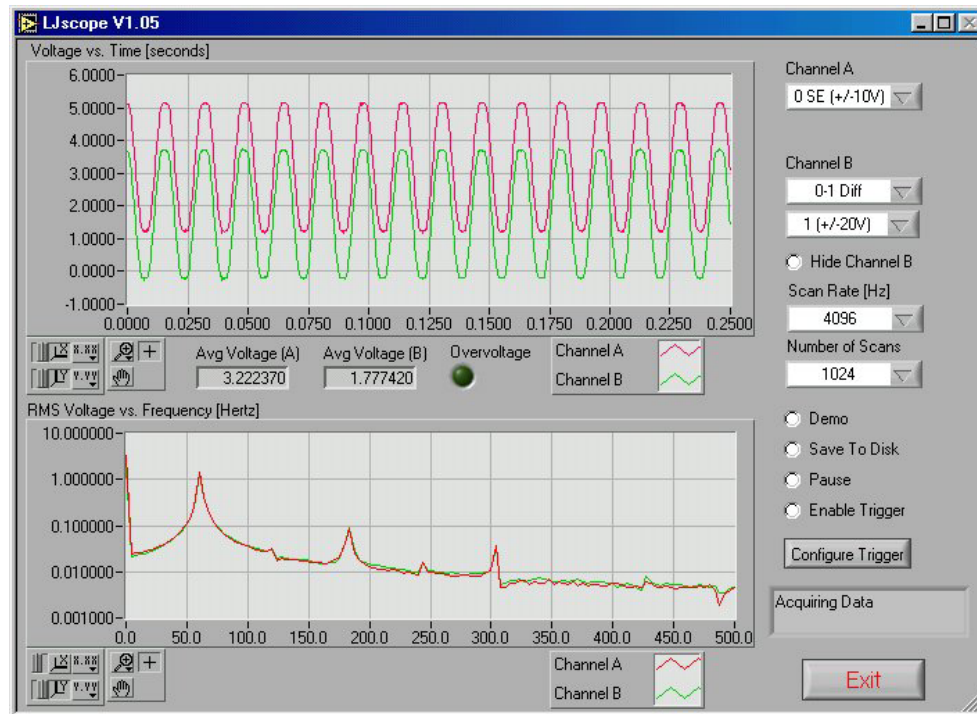 LJscope V1.05
Voltage vs. Time [seconds]
6.0000
5.0000
4.0000
3.0000
2.0000
1.0000
0.0000
-1.0000
0.0000 0.0250 0.0500 0.0750 0.1000 0.1250 0.1500 0.1750 0.2000 0.2250 0.2500
Channel A
0 SE (+/-10V)
Channel B
0-1 Diff
1 (+/-20V)
Hide Channel B
Scan Rate [Hz]
4096
Number of Scans
1024
X X.XX
Y Y.YY
Avg Voltage (A)
3.222370
Avg Voltage (B)
1.777420
Overvoltage
Channel A
Channel B
RMS Voltage vs. Frequency [Hertz]
10.000000
1.000000
0.100000
0.010000
0.001000
0.0 50.0 100.0 150.0 200.0 250.0 300.0 350.0 400.0 450.0 500.0
Demo
Save To Disk
Pause
Enable Trigger
Configure Trigger
Acquiring Data
X X.XX
Y Y.YY
Channel A
Channel B
Exit